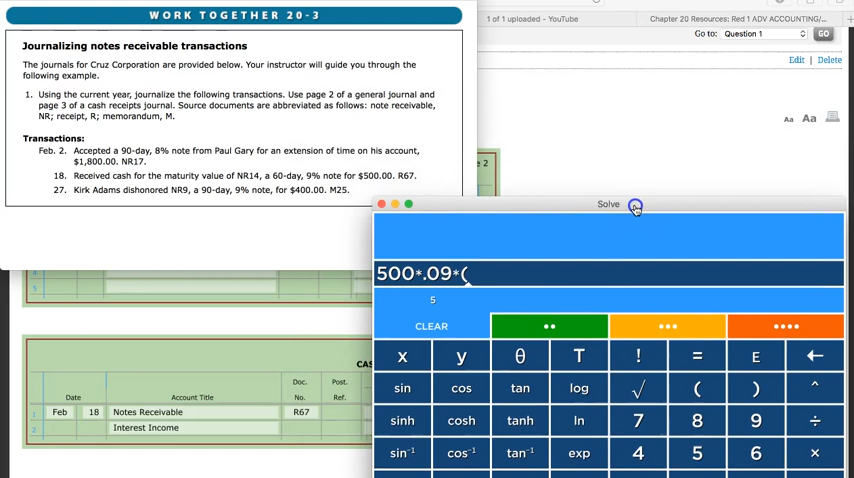 WORK TOGETHER 20-3
1 of 1 uploaded - YouTube
Chapter 20 Resources: Red 1 ADV ACCOUNTING/...
Go to: Question 1
GO
Edit | Delete
Aa Aa
Journalizing notes receivable transactions
The journals for Cruz Corporation are provided below. Your instructor will guide you through the
following example.
1. Using the current year, journalize the following transactions. Use page 2 of a general journal and
page 3 of a cash receipts journal. Source documents are abbreviated as follows: note receivable,
NR; receipt, R; memorandum, M.
Transactions:
Feb. 2. Accepted a 90-day, 8% note from Paul Gary for an extension of time on his account,
$1,800.00. NR17.
18. Received cash for the maturity value of NR14, a 60-day, 9% note for $500.00. R67.
27. Kirk Adams dishonored NR9, a 90-day, 9% note, for $400.00. M25.
e 2
Solve
500*.09*(
5
CLEAR
x y θ T ! = E ←
sin cos tan log √ ( ) ^
sinh cosh tanh ln 7 8 9 ÷
sin-1 cos-1 tan-1 exp 4 5 6 ×
4
5
CAS
Doc. Post.
Date Account Title No. Ref.
1 Feb 18 Notes Receivable R67
2 Interest Income